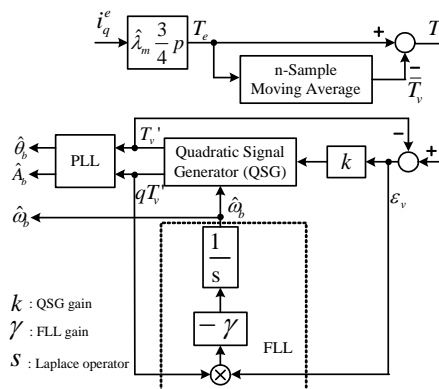 i_q^e
λ̂_m 3/4 p
T_e
+
T
−
n-Sample
Moving Average
T̄_v
θ̂_b
Â_b
PLL
T_v'
qT_v'
Quadratic Signal
Generator (QSG)
k
−
+
ε_v
ω̂_b
ω̂_b
1/s
−γ
FLL
k : QSG gain
γ : FLL gain
s : Laplace operator